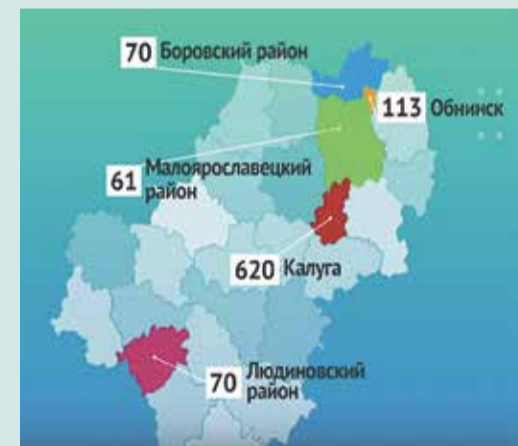 70 Боровский район
113 Обнинск
61 Малоярославецкий
район
620 Калуга
70 Людиновский
район